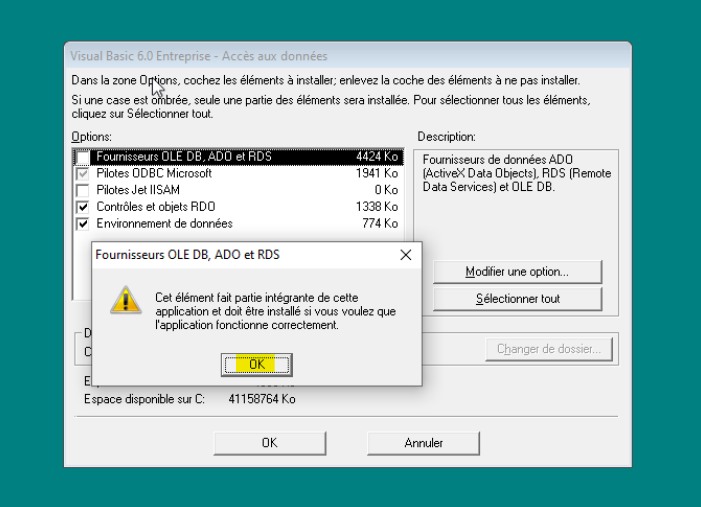 Visual Basic 6.0 Entreprise - Accès aux données
Dans la zone Options, cochez les éléments à installer; enlevez la coche des éléments à ne pas installer.
Si une case est ombrée, seule une partie des éléments sera installée. Pour sélectionner tous les éléments,
cliquez sur Sélectionner tout.
Options:
Fournisseurs OLE DB, ADO et RDS 4424 Ko
Pilotes ODBC Microsoft 1941 Ko
Pilotes Jet IISAM 0 Ko
Contrôles et objets RDO 1338 Ko
Environnement de données 774 Ko
Description:
Fournisseurs de données ADO
(ActiveX Data Objects), RDS (Remote
Data Services) et OLE DB.
Modifier une option...
Sélectionner tout
Fournisseurs OLE DB, ADO et RDS
Cet élément fait partie intégrante de cette
application et doit être installé si vous voulez que
l'application fonctionne correctement.
OK
Changer de dossier...
Espace disponible sur C: 41158764 Ko
OK
Annuler